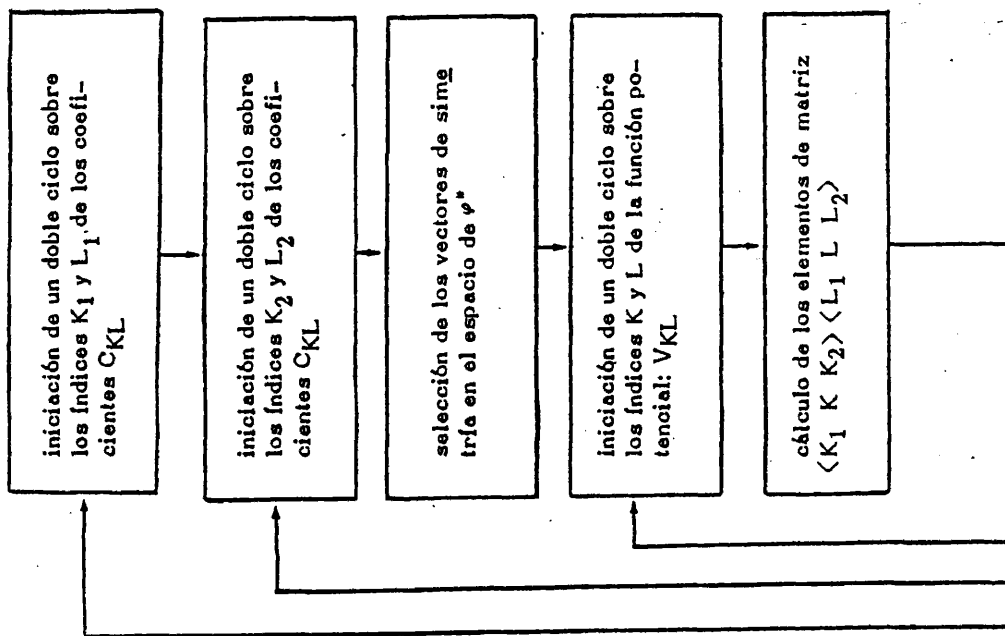 iniciación de un doble ciclo sobre
los índices K₁ y L₁, de los coefi-
cientes C_KL
iniciación de un doble ciclo sobre
los índices K₂ y L₂ de los coefi-
cientes C_KL
selección de los vectores de sime
tría en el espacio de φ*
iniciación de un doble ciclo sobre
los índices K y L de la función po-
tencial: V_KL
cálculo de los elementos de matriz
⟨K₁ K K₂⟩ ⟨L₁ L L₂⟩